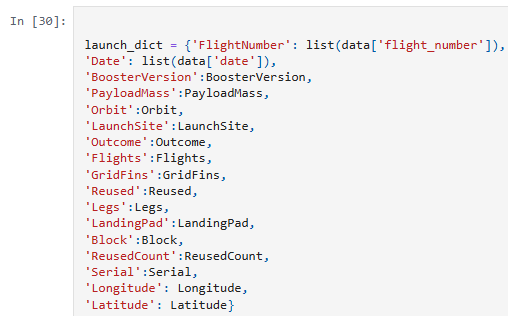 In [30]:
launch_dict = {'FlightNumber': list(data['flight_number']),
'Date': list(data['date']),
'BoosterVersion':BoosterVersion,
'PayloadMass':PayloadMass,
'Orbit':Orbit,
'LaunchSite':LaunchSite,
'Outcome':Outcome,
'Flights':Flights,
'GridFins':GridFins,
'Reused':Reused,
'Legs':Legs,
'LandingPad':LandingPad,
'Block':Block,
'ReusedCount':ReusedCount,
'Serial':Serial,
'Longitude': Longitude,
'Latitude': Latitude}